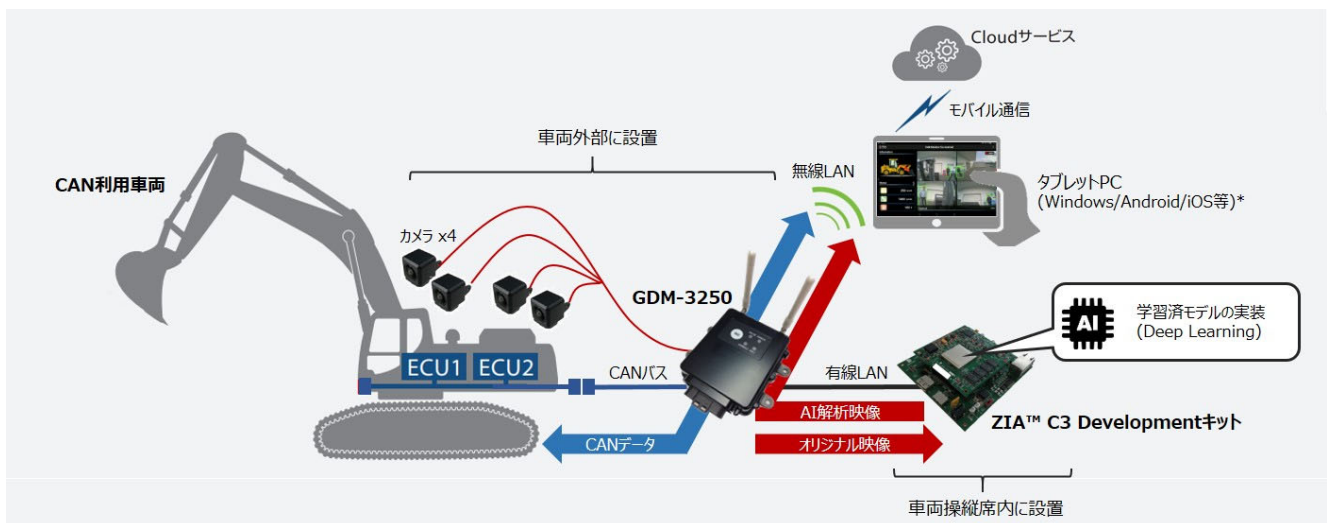 Cloudサービス
モバイル通信
車両外部に設置
無線LAN
CAN利用車両
タブレットPC
(Windows/Android/iOS等)*
カメラ x4
GDM-3250
AI
学習済モデルの実装
(Deep Learning)
ECU1
ECU2
CANバス
有線LAN
AI解析映像
ZIA™ C3 Developmentキット
CANデータ
オリジナル映像
車両操縦席内に設置